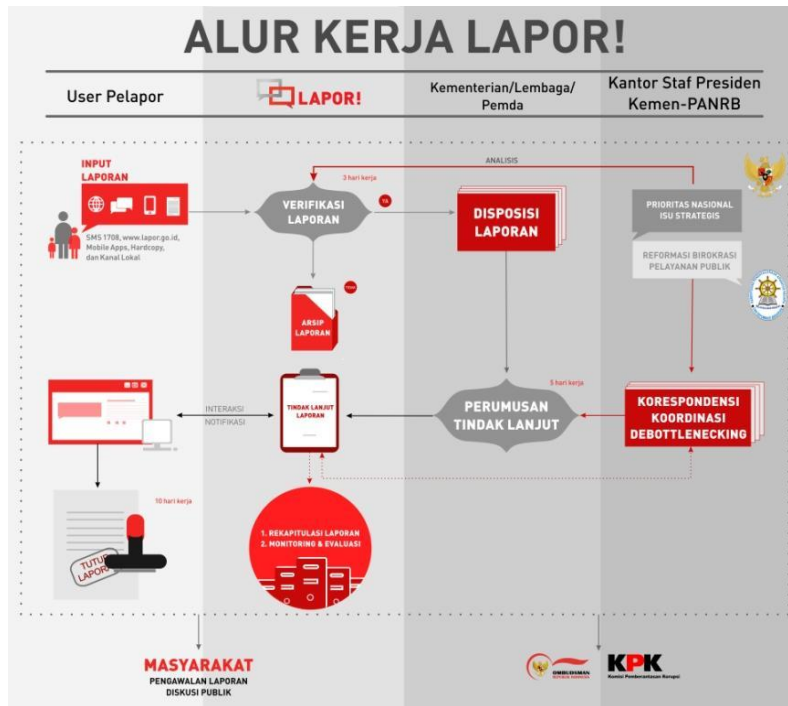 ALUR KERJA LAPOR!
User Pelapor
LAPOR!
Kementerian/Lembaga/
Pemda
Kantor Staf Presiden
Kemen-PANRB
INPUT
LAPORAN
SMS 1708, www.lapor.go.id,
Mobile Apps, Hardcopy,
dan Kanal Lokal
3 hari kerja
VERIFIKASI
LAPORAN
YA
ANALISIS
DISPOSISI
LAPORAN
PRIORITAS NASIONAL
ISU STRATEGIS
REFORMASI BIROKRASI
PELAYANAN PUBLIK
ARSIP
LAPORAN
INTERAKSI
NOTIFIKASI
TINDAK LANJUT
LAPORAN
5 hari kerja
PERUMUSAN
TINDAK LANJUT
KORESPONDENSI
KOORDINASI
DEBOTTLENECKING
10 hari kerja
TUTUP
LAPORAN
1. REKAPITULASI LAPORAN
2. MONITORING & EVALUASI
MASYARAKAT
PENGAWALAN LAPORAN
DISKUSI PUBLIK
OMBUDSMAN
REPUBLIK INDONESIA
KPK
Komisi Pemberantasan Korupsi